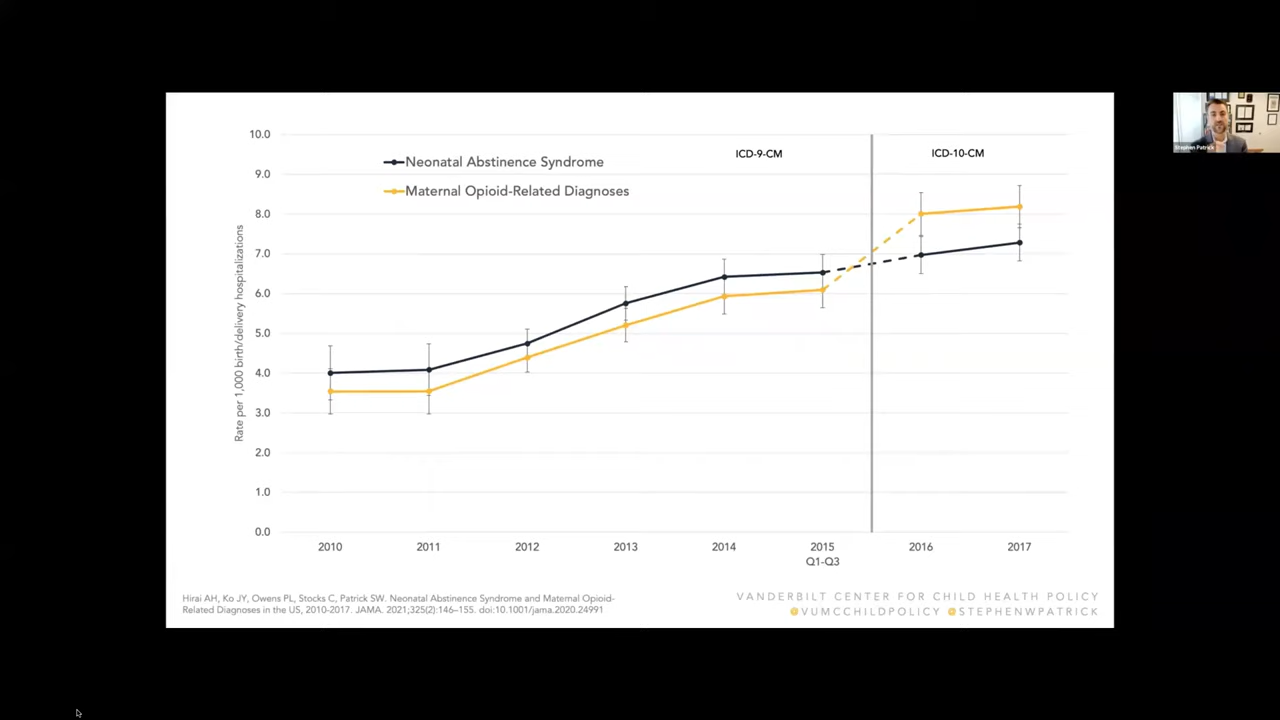 10.0
9.0
8.0
7.0
6.0
5.0
4.0
3.0
2.0
1.0
0.0
Rate per 1,000 birth/delivery hospitalizations
Neonatal Abstinence Syndrome
Maternal Opioid-Related Diagnoses
ICD-9-CM
ICD-10-CM
2010
2011
2012
2013
2014
2015
Q1-Q3
2016
2017
Hirai AH, Ko JY, Owens PL, Stocks C, Patrick SW. Neonatal Abstinence Syndrome and Maternal Opioid-
Related Diagnoses in the US, 2010-2017. JAMA. 2021;325(2):146–155. doi:10.1001/jama.2020.24991
VANDERBILT CENTER FOR CHILD HEALTH POLICY
@VUMCCHILDPOLICY @STEPHENWPATRICK
Stephen Patrick